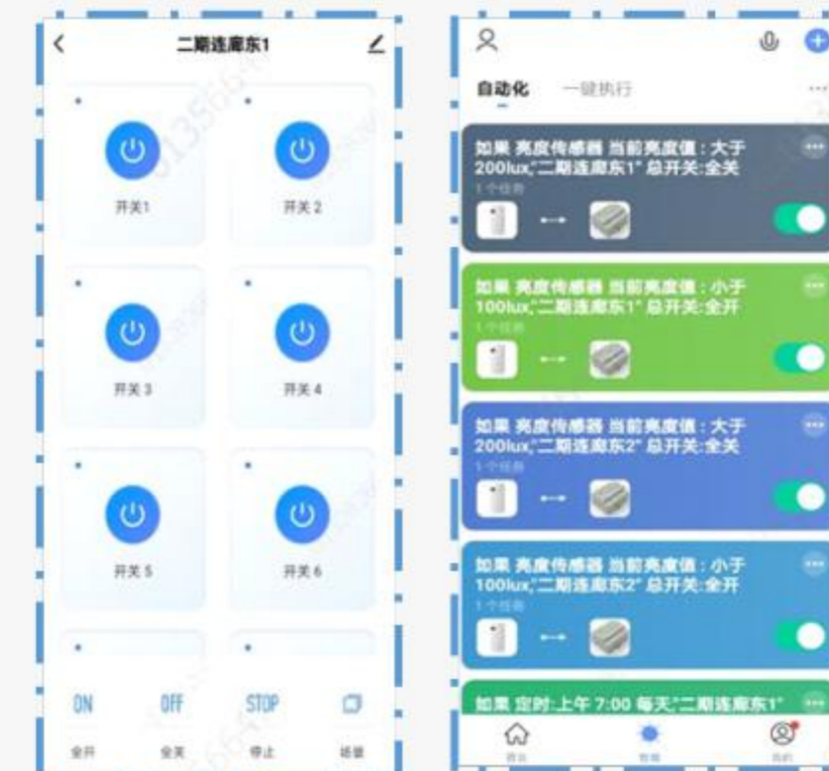 二期连廊东1
开关1
开关 2
开关 3
开关 4
开关 5
开关 6
ON
OFF
STOP
全开
全关
停止
场景
自动化
一键执行
如果 亮度传感器 当前亮度值 : 大于
200lux,"二期连廊东1" 总开关:全关
1 个任务
如果 亮度传感器 当前亮度值 : 小于
100lux,"二期连廊东1" 总开关:全开
1 个任务
如果 亮度传感器 当前亮度值 : 大于
200lux,"二期连廊东2" 总开关:全关
1 个任务
如果 亮度传感器 当前亮度值 : 小于
100lux,"二期连廊东2" 总开关:全开
1 个任务
如果 定时:上午 7:00 每天,"二期连廊东1"
智能
我的